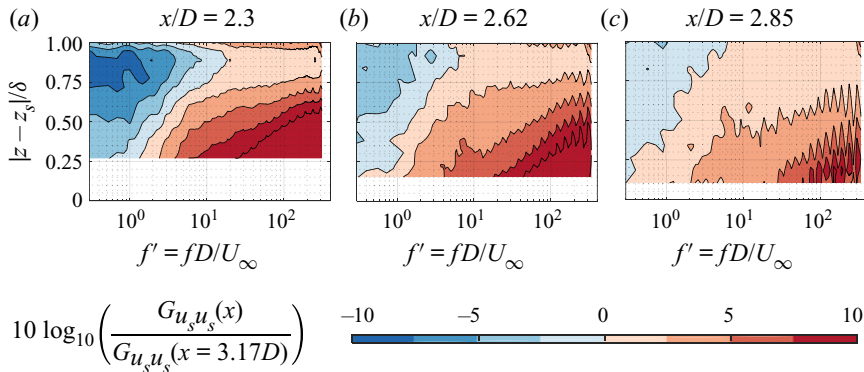 (a) x/D = 2.3 (b) x/D = 2.62 (c) x/D = 2.85
1.00
0.75
0.50
0.25
0
|z − z_s|/δ
10^0 10^1 10^2 10^0 10^1 10^2 10^0 10^1 10^2
f′ = fD/U_∞ f′ = fD/U_∞ f′ = fD/U_∞
10 log_10 ( G_{u_s u_s}(x) / G_{u_s u_s}(x = 3.17D) )
−10 −5 0 5 10